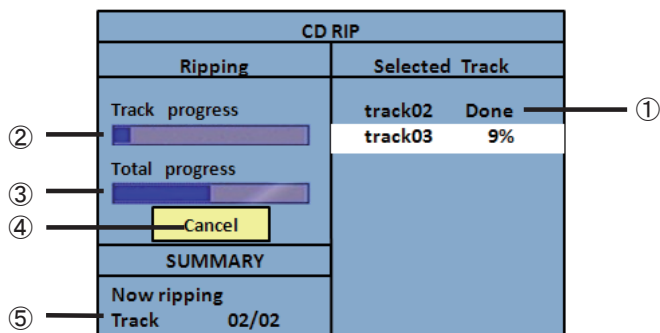 CD RIP
Ripping
Selected Track
Track progress
track02 Done
①
②
track03 9%
Total progress
③
④
Cancel
SUMMARY
Now ripping
⑤
Track 02/02